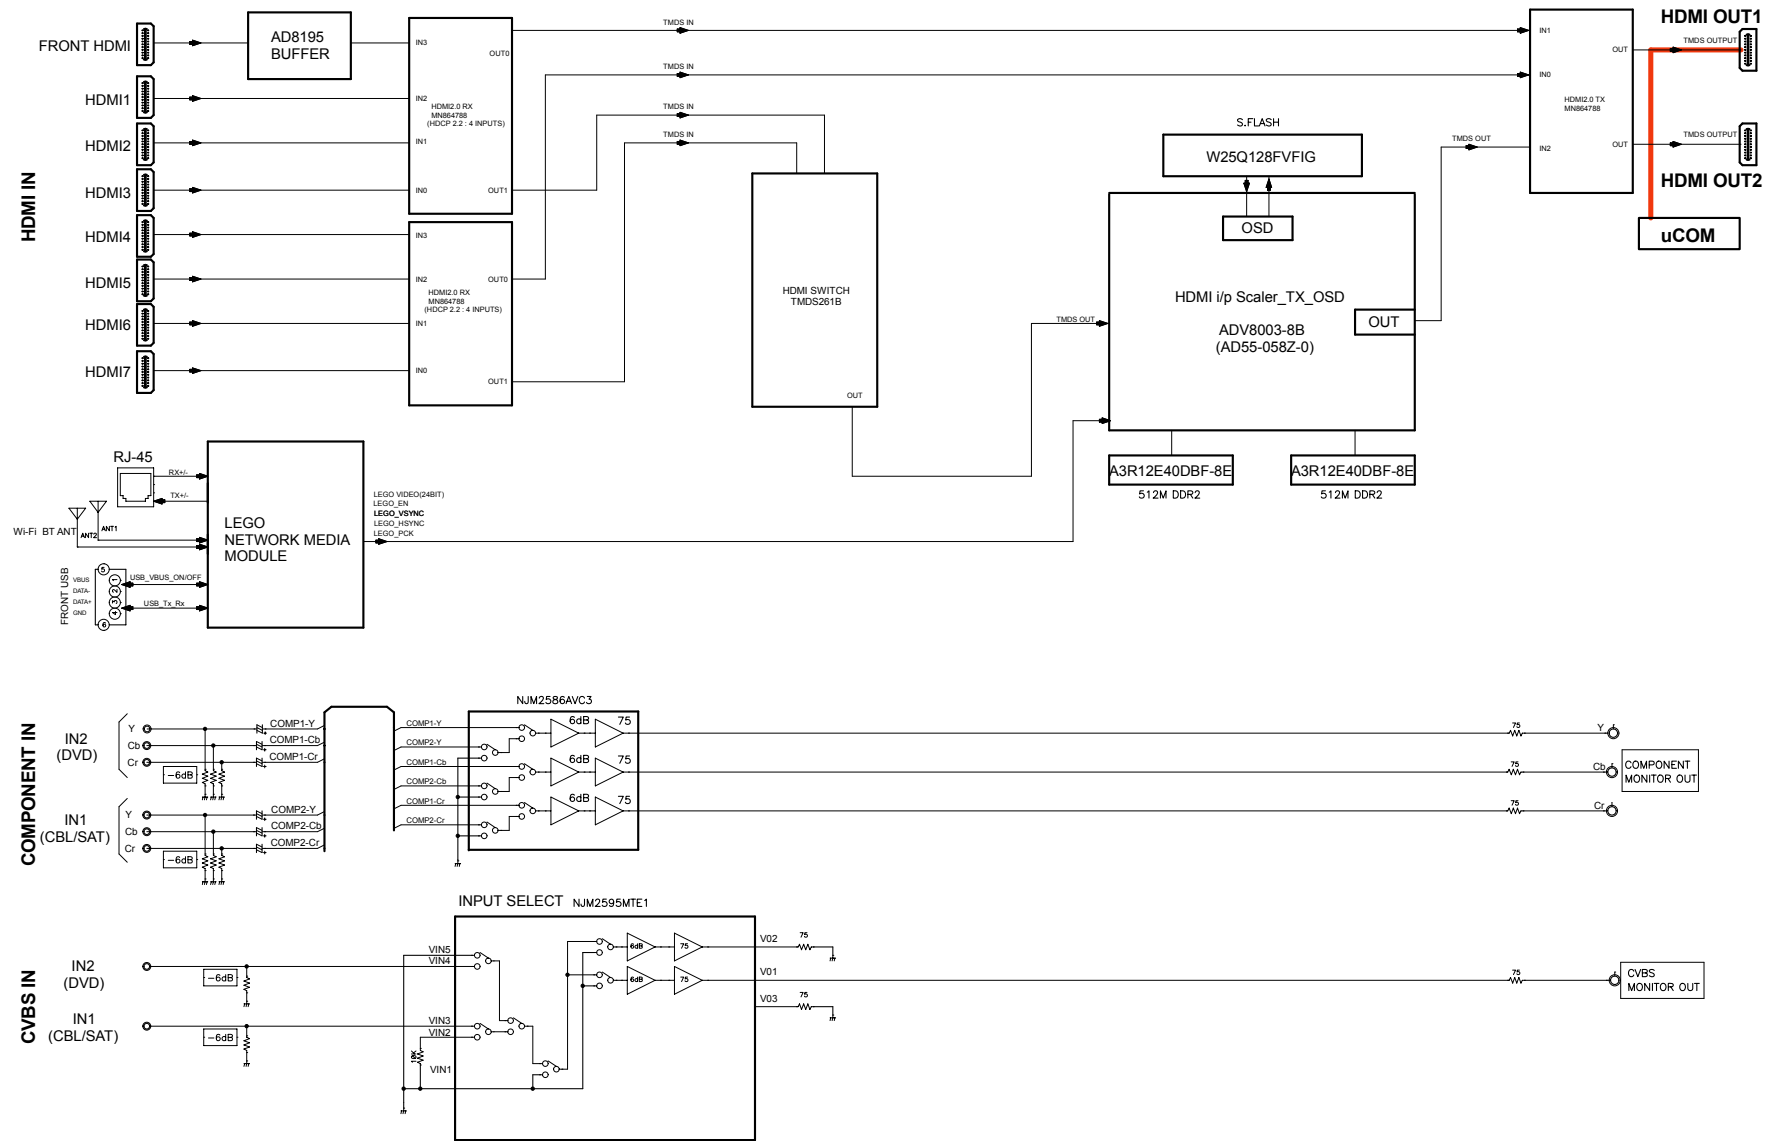 HDMI IN
FRONT HDMI
HDMI1
HDMI2
HDMI3
HDMI4
HDMI5
HDMI6
HDMI7
AD8195
BUFFER
IN3
OUT0
IN2
HDMI2.0 RX
MN864788
(HDCP 2.2 : 4 INPUTS)
IN1
IN0
OUT1
IN3
IN2
OUT0
HDMI2.0 RX
MN864788
(HDCP 2.2 : 4 INPUTS)
IN1
IN0
OUT1
TMDS IN
TMDS IN
TMDS IN
TMDS IN
HDMI SWITCH
TMDS261B
OUT
TMDS OUT
S.FLASH
W25Q128FVFIG
OSD
HDMI i/p Scaler_TX_OSD
ADV8003-8B
(AD55-058Z-0)
OUT
A3R12E40DBF-8E
512M DDR2
A3R12E40DBF-8E
512M DDR2
TMDS OUT
IN1
OUT
IN0
HDMI2.0 TX
MN864788
IN2
OUT
HDMI OUT1
TMDS OUTPUT
TMDS OUTPUT
HDMI OUT2
uCOM
RJ-45
RX+/-
TX+/-
Wi-Fi BT ANT
ANT2
ANT1
FRONT USB
VBUS
DATA-
DATA+
GND
5
1
2
3
4
6
USB_VBUS_ON/OFF
USB_Tx_Rx
LEGO
NETWORK MEDIA
MODULE
LEGO VIDEO(24BIT)
LEGO_EN
LEGO_VSYNC
LEGO_HSYNC
LEGO_PCK
COMPONENT IN
IN2
(DVD)
Y
Cb
Cr
-6dB
COMP1-Y
COMP1-Cb
COMP1-Cr
IN1
(CBL/SAT)
Y
Cb
Cr
-6dB
COMP2-Y
COMP2-Cb
COMP2-Cr
COMP1-Y
COMP2-Y
COMP1-Cb
COMP2-Cb
COMP1-Cr
COMP2-Cr
NJM2586AVC3
6dB
75
6dB
75
6dB
75
75
Y
75
Cb
75
Cr
COMPONENT
MONITOR OUT
CVBS IN
IN2
(DVD)
-6dB
IN1
(CBL/SAT)
-6dB
INPUT SELECT NJM2595MTE1
VIN5
VIN4
VIN3
VIN2
10K
VIN1
6dB
75
6dB
75
V02
75
V01
V03
75
75
CVBS
MONITOR OUT